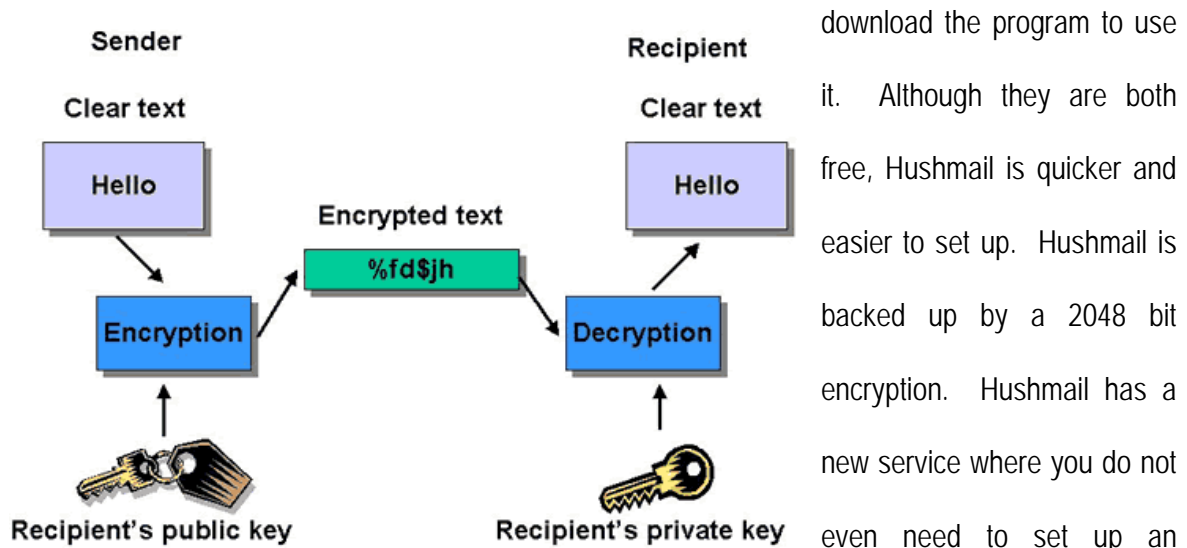 Sender
Recipient
Clear text
Clear text
Hello
Hello
Encrypted text
%fd$jh
Encryption
Decryption
Recipient's public key
Recipient's private key
download the program to use
it. Although they are both
free, Hushmail is quicker and
easier to set up. Hushmail is
backed up by a 2048 bit
encryption. Hushmail has a
new service where you do not
even need to set up an